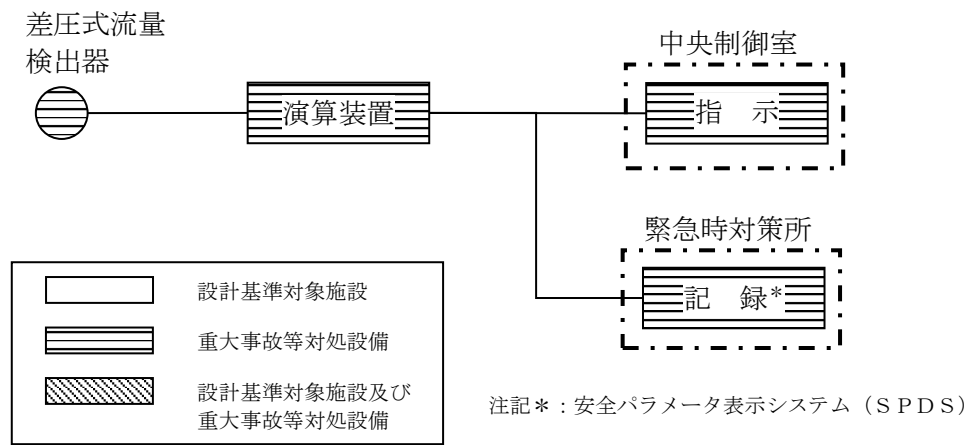 差圧式流量
検出器
演算装置
中央制御室
指　示
緊急時対策所
記　録*
設計基準対象施設
重大事故等対処設備
設計基準対象施設及び
重大事故等対処設備
注記＊：安全パラメータ表示システム（ＳＰＤＳ）